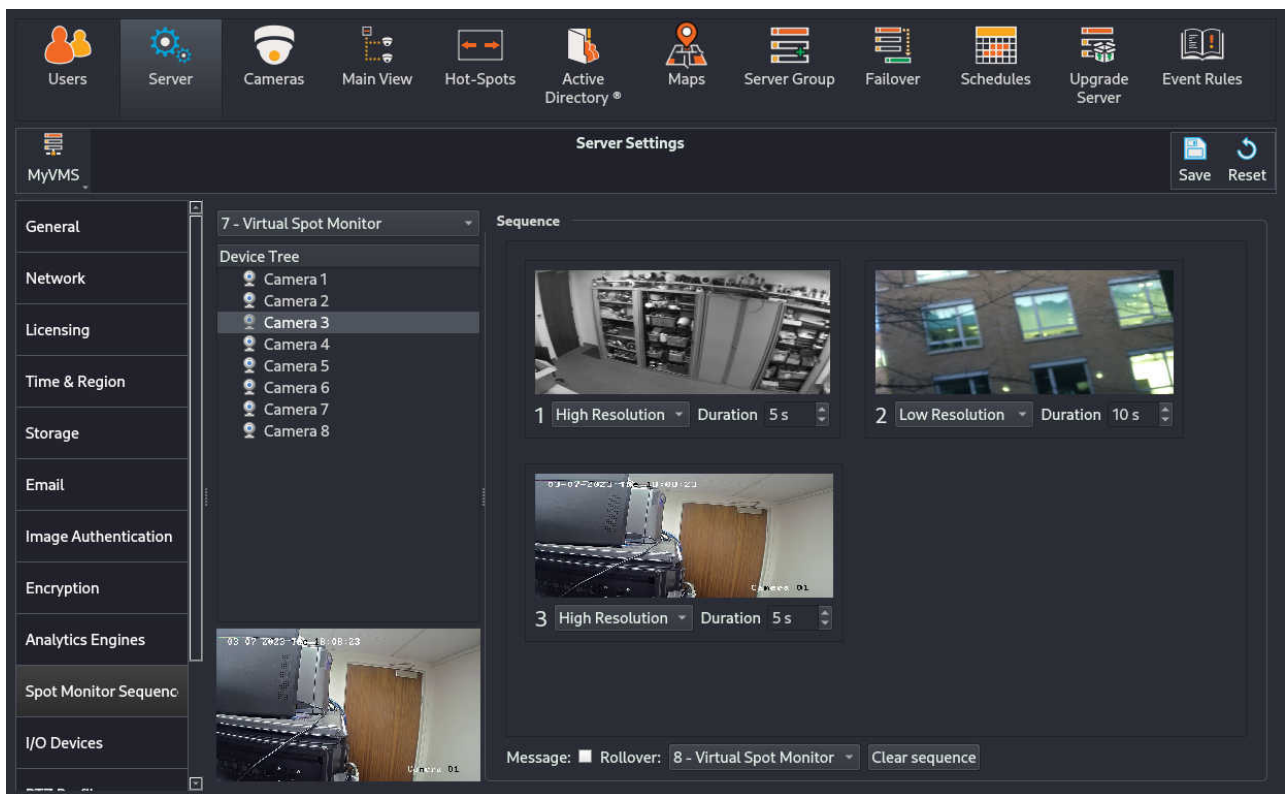 Users
Server
Cameras
Main View
Hot-Spots
Active
Directory ®
Maps
Server Group
Failover
Schedules
Upgrade
Server
Event Rules
MyVMS
Server Settings
Save
Reset
General
Network
Licensing
Time & Region
Storage
Email
Image Authentication
Encryption
Analytics Engines
Spot Monitor Sequenc
I/O Devices
7 - Virtual Spot Monitor
Device Tree
Camera 1
Camera 2
Camera 3
Camera 4
Camera 5
Camera 6
Camera 7
Camera 8
Camera 01
Sequence
1 High Resolution Duration 5 s
2 Low Resolution Duration 10 s
Camera 01
3 High Resolution Duration 5 s
Message: Rollover: 8 - Virtual Spot Monitor Clear sequence